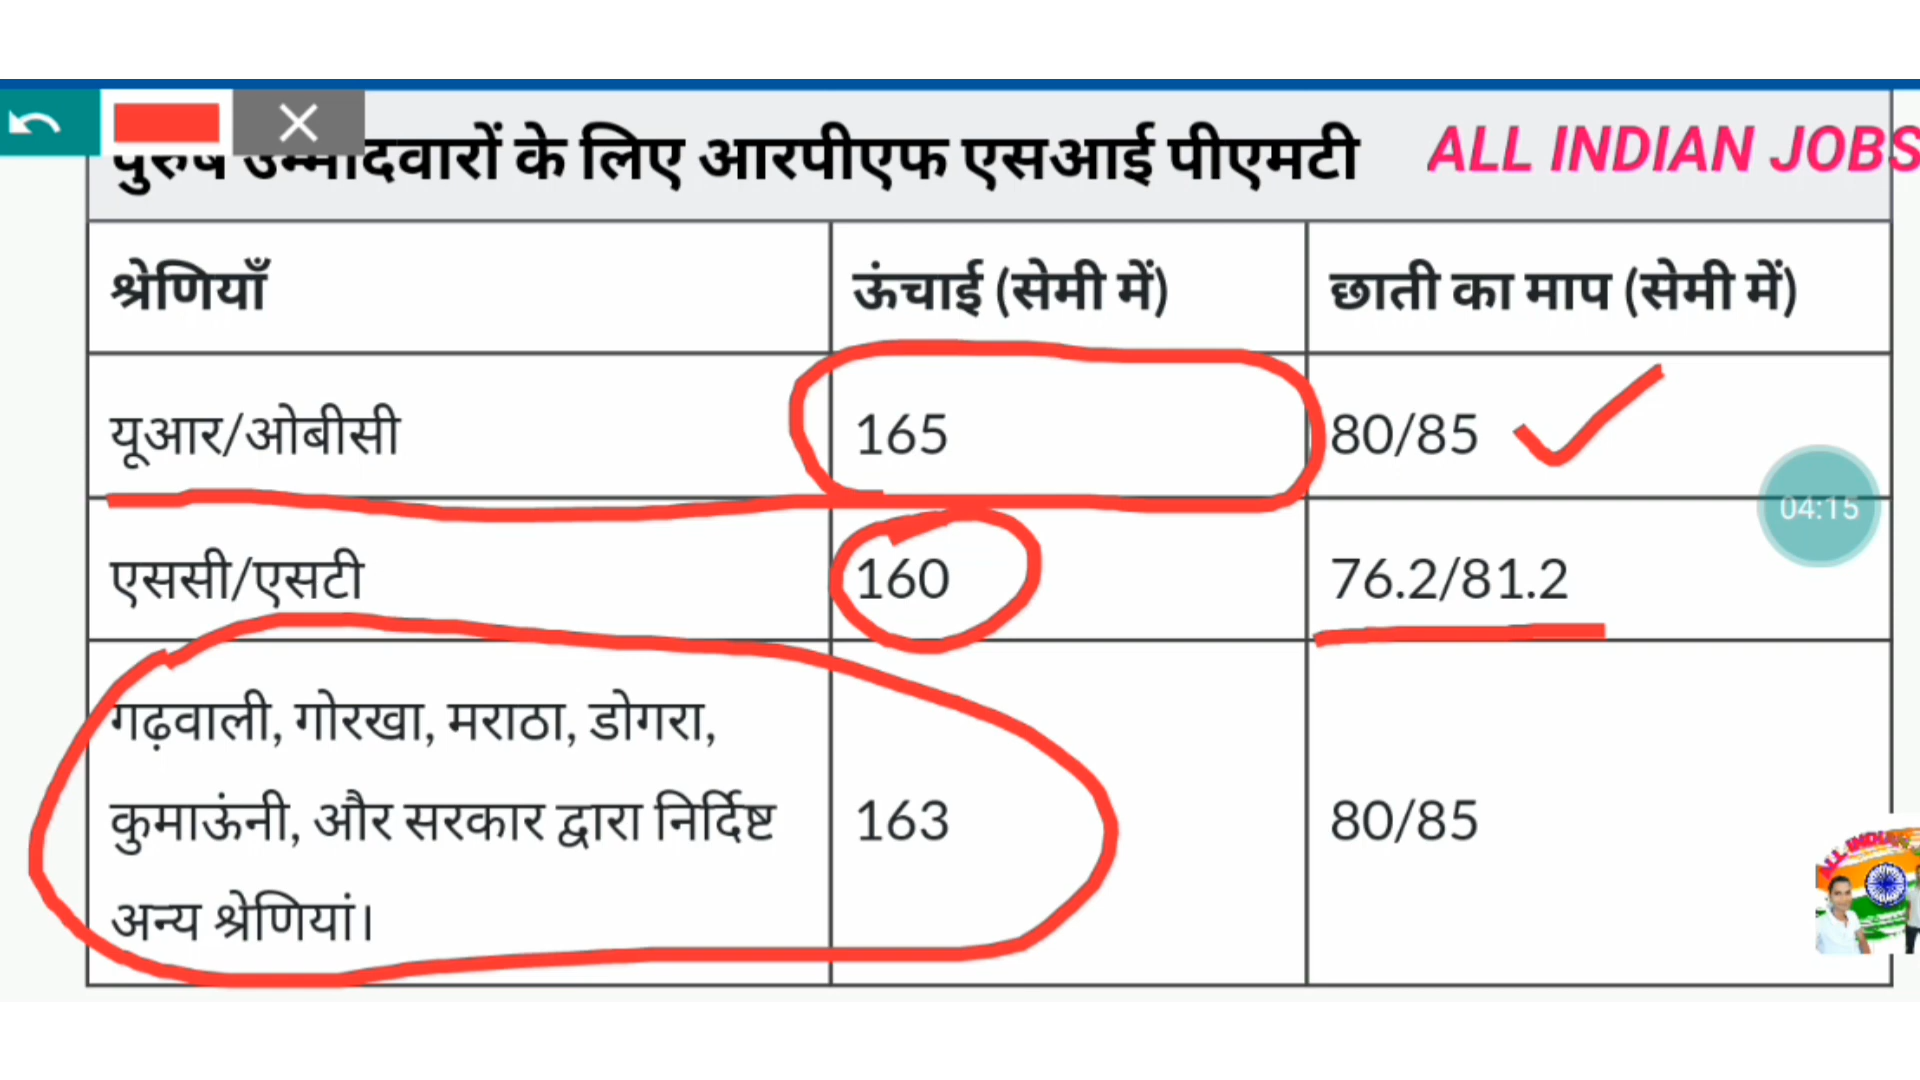 पुरुष उम्मीदवारों के लिए आरपीएफ एसआई पीएमटी ALL INDIAN JOBS
श्रेणियाँ ऊंचाई (सेमी में) छाती का माप (सेमी में)
यूआर/ओबीसी 165 80/85
04:15
एससी/एसटी 160 76.2/81.2
गढ़वाली, गोरखा, मराठा, डोगरा,
कुमाऊंनी, और सरकार द्वारा निर्दिष्ट 163 80/85
अन्य श्रेणियां।